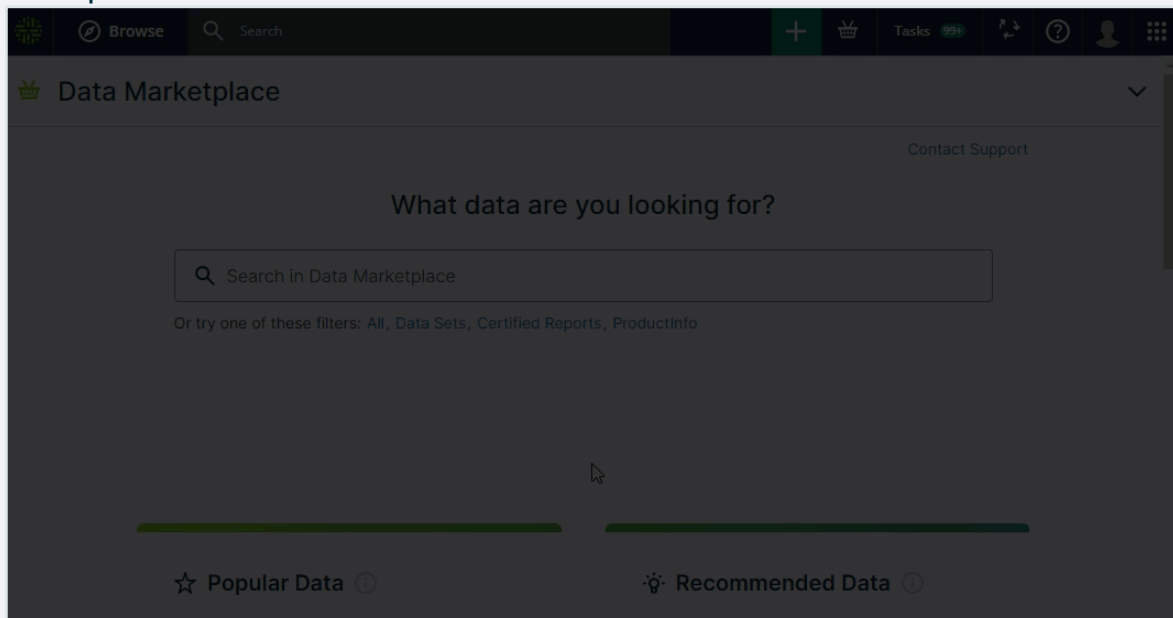 Browse Search Tasks 99+
Data Marketplace
Contact Support
What data are you looking for?
Search in Data Marketplace
Or try one of these filters: All, Data Sets, Certified Reports, ProductInfo
Popular Data Recommended Data